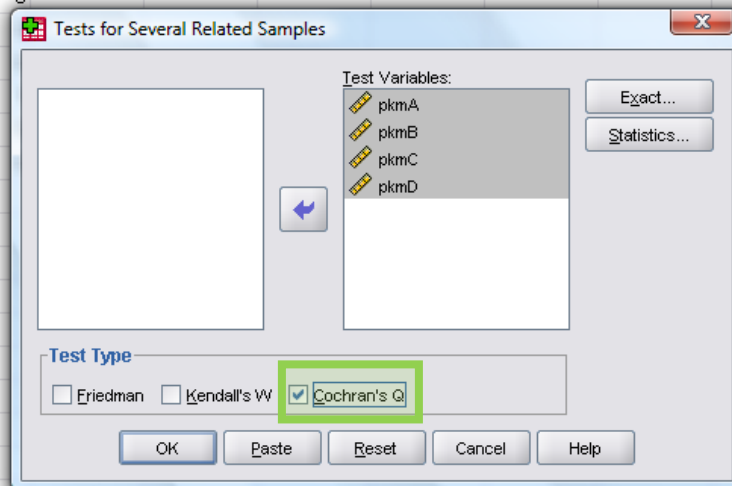 Tests for Several Related Samples
X
Test Variables:
pkmA
pkmB
pkmC
pkmD
Exact...
Statistics...
Test Type
Friedman Kendall's W Cochran's Q
OK Paste Reset Cancel Help